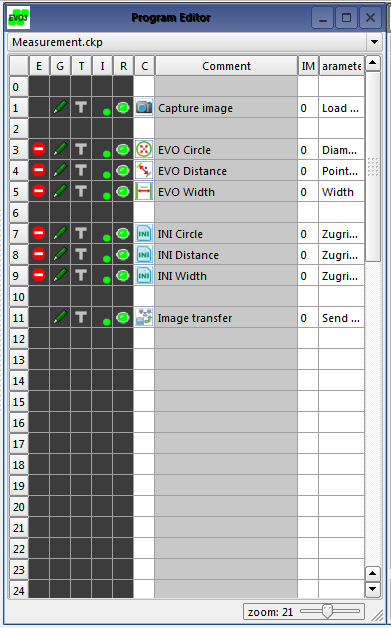 EVO3 Program Editor
Measurement.ckp
E G T I R C Comment IM aramete
0
1 T Capture image 0 Load ...
2
3 T EVO Circle 0 Diam...
4 T EVO Distance 0 Point...
5 T EVO Width 0 Width
6
7 T INI INI Circle 0 Zugri...
8 T INI INI Distance 0 Zugri...
9 T INI INI Width 0 Zugri...
10
11 T Image transfer 0 Send ...
12
13
14
15
16
17
18
19
20
21
22
23
24
zoom: 21